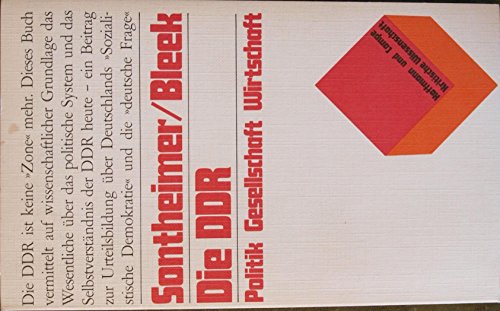 Die DDR ist keine »Zone« mehr. Dieses Buch
vermittelt auf wissenschaftlicher Grundlage das
Wesentliche über das politische System und das
Selbstverständnis der DDR heute – ein Beitrag
zur Urteilsbildung über Deutschlands »Soziali-
stische Demokratie« und die »deutsche Frage«
Sontheimer/Bleek
Die DDR
Politik Gesellschaft Wirtschaft
Hoffmann und Campe
Kritische Wissenschaft